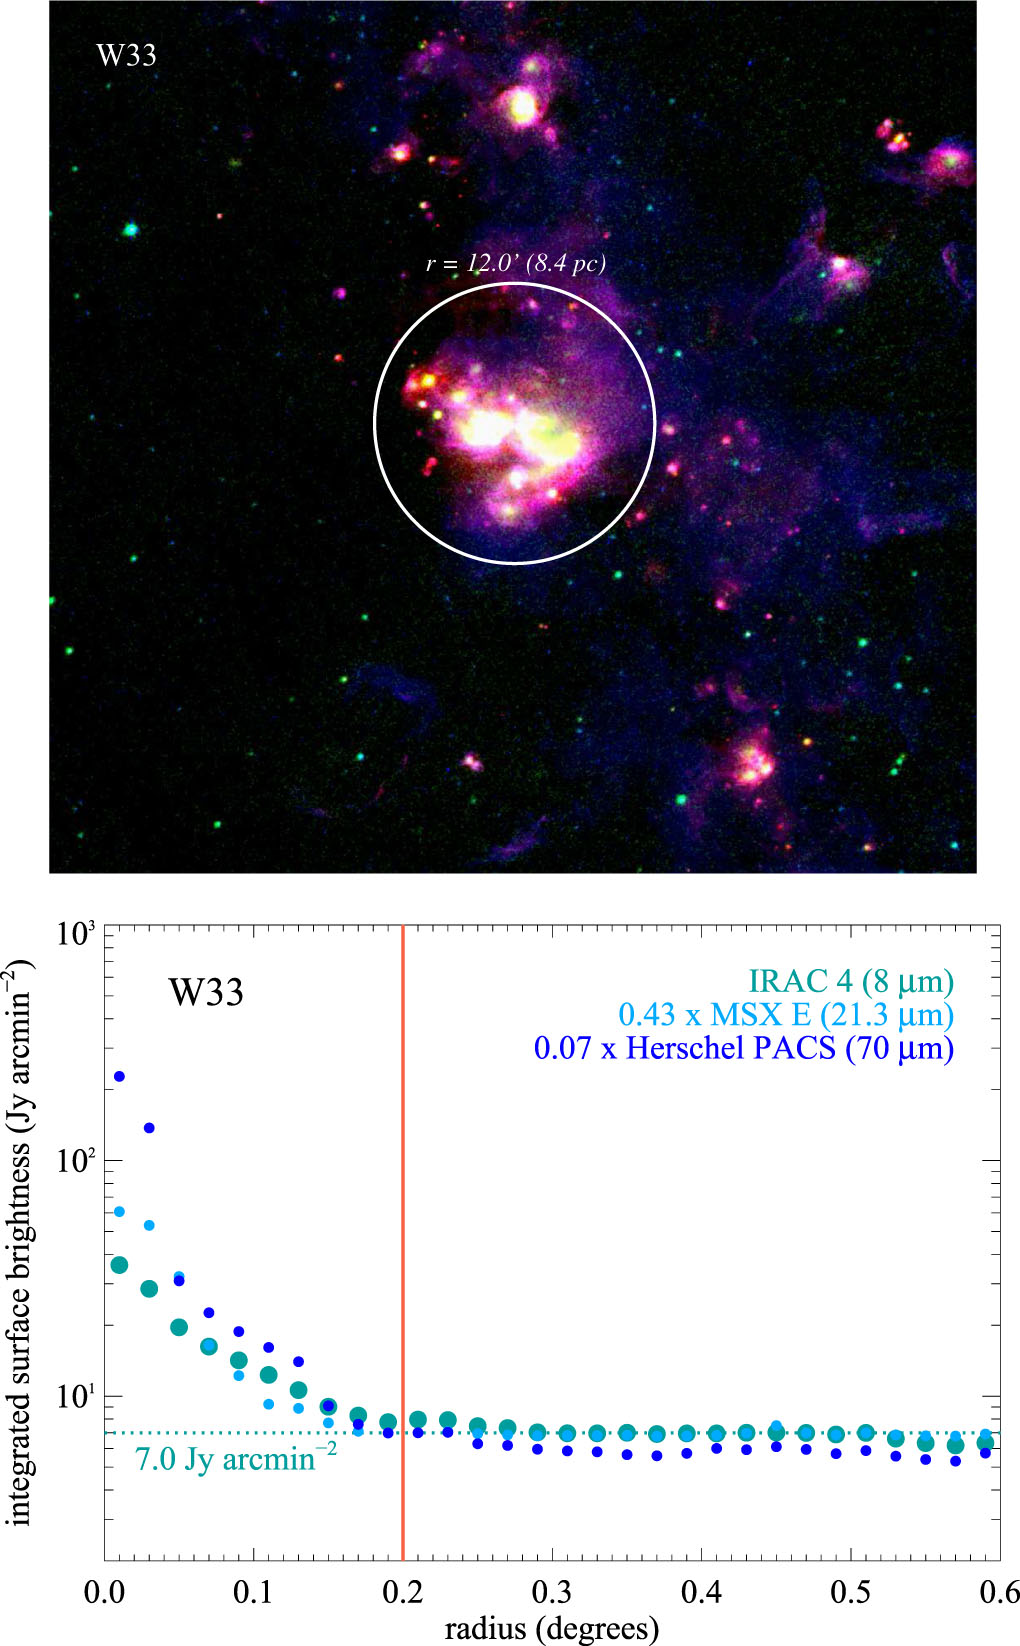 W33
r = 12.0' (8.4 pc)
10³
W33
IRAC 4 (8 μm)
0.43 x MSX E (21.3 μm)
0.07 x Herschel PACS (70 μm)
integrated surface brightness (Jy arcmin⁻²)
10²
10¹
7.0 Jy arcmin⁻²
0.0 0.1 0.2 0.3 0.4 0.5 0.6
radius (degrees)